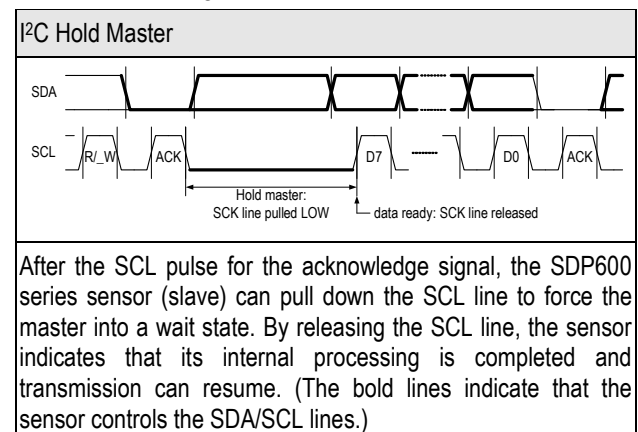 I²C Hold Master
SDA
SCL
R/_W
ACK
D7
D0
ACK
Hold master:
SCK line pulled LOW
data ready: SCK line released
After the SCL pulse for the acknowledge signal, the SDP600
series sensor (slave) can pull down the SCL line to force the
master into a wait state. By releasing the SCL line, the sensor
indicates that its internal processing is completed and
transmission can resume. (The bold lines indicate that the
sensor controls the SDA/SCL lines.)